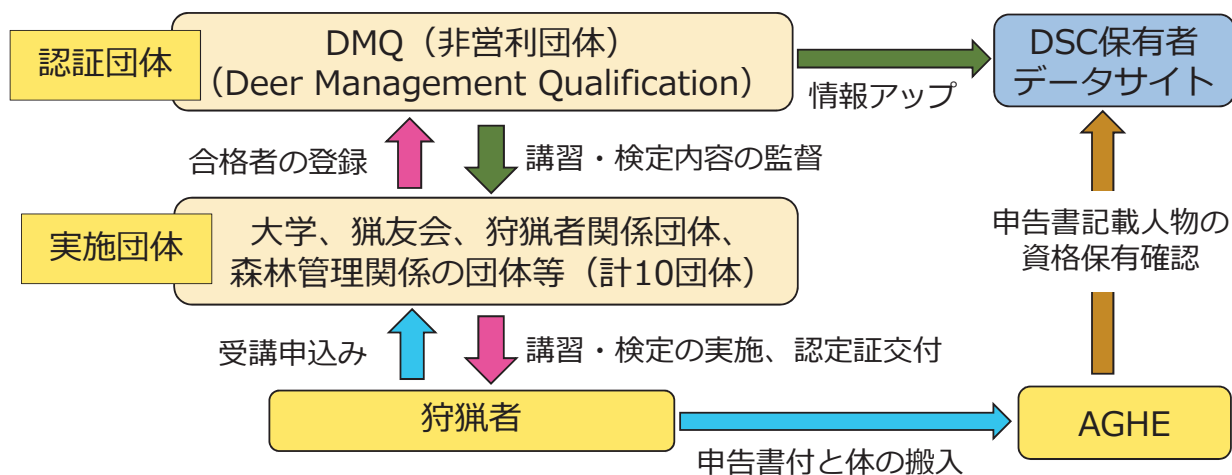 認証団体
DMQ（非営利団体）
（Deer Management Qualification）
情報アップ
DSC保有者
データサイト
合格者の登録
講習・検定内容の監督
実施団体
大学、猟友会、狩猟者関係団体、
森林管理関係の団体等（計10団体）
申告書記載人物の
資格保有確認
受講申込み
講習・検定の実施、認定証交付
狩猟者
AGHE
申告書付と体の搬入